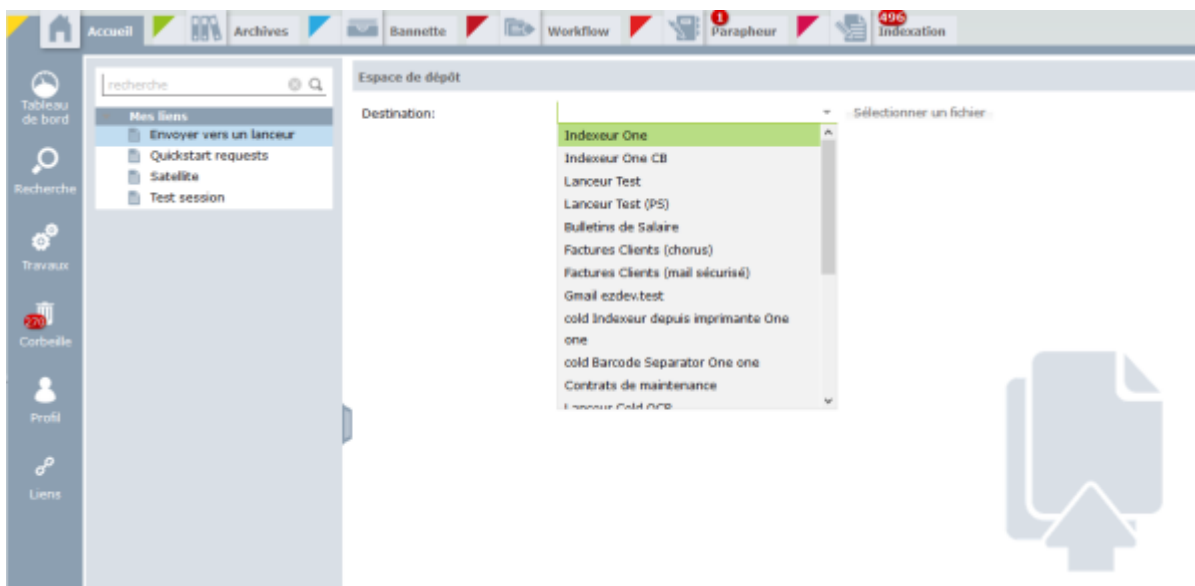 Accueil
Archives
Bannette
Workflow
1
Parapheur
496
Indexation
Tableau
de bord
Recherche
Travaux
270
Corbeille
Profil
Liens
recherche
Mes liens
Envoyer vers un lanceur
Quickstart requests
Satellite
Test session
Espace de dépôt
Destination:
Sélectionner un fichier
Indexeur One
Indexeur One CB
Lanceur Test
Lanceur Test (PS)
Bulletins de Salaire
Factures Clients (chorus)
Factures Clients (mail sécurisé)
Gmail ezdev.test
cold Indexeur depuis imprimante One
one
cold Barcode Separator One one
Contrats de maintenance
Lanceur Cold OCR